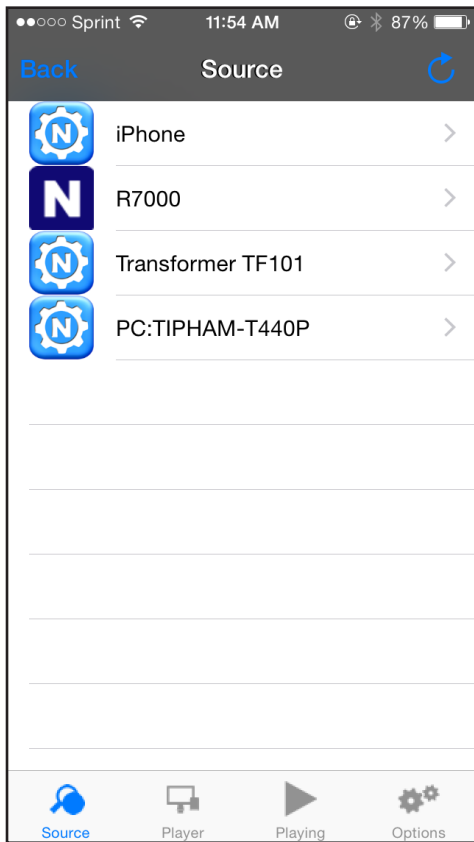 Sprint 11:54 AM 87%
Back Source
N iPhone
N R7000
N Transformer TF101
N PC:TIPHAM-T440P
Source Player Playing Options